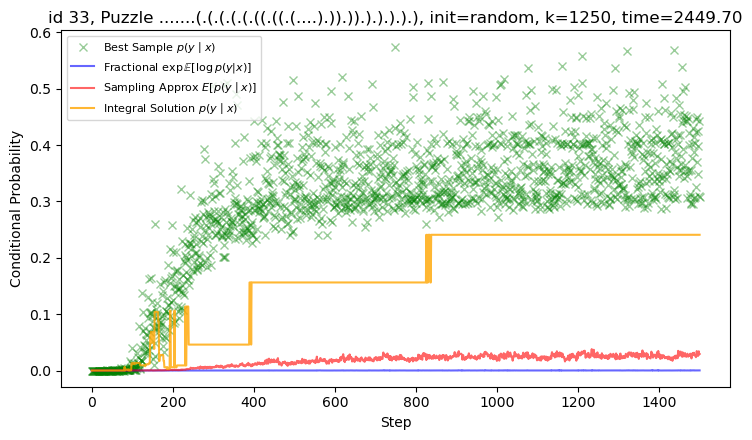 id 33, Puzzle .......(.(.(.(.(.((.((.(....).)).)).).).).).), init=random, k=1250, time=2449.70
Best Sample p(y | x)
Fractional exp𝔼[log p(y|x)]
Sampling Approx E[p(y | x)]
Integral Solution p(y | x)
Conditional Probability
0.6
0.5
0.4
0.3
0.2
0.1
0.0
0 200 400 600 800 1000 1200 1400
Step